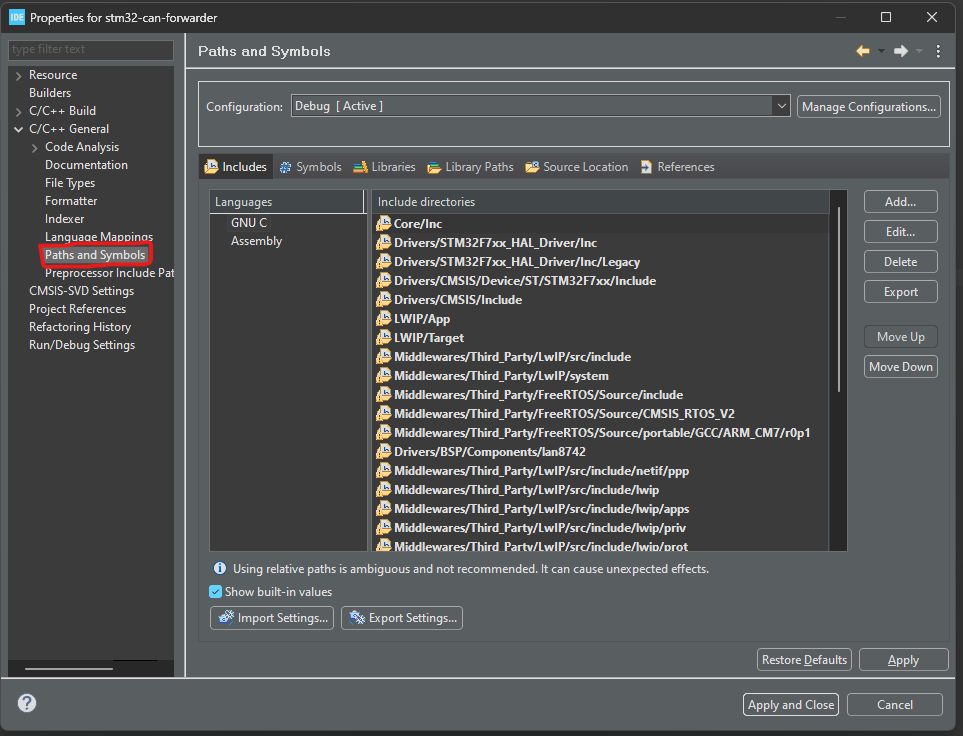 IDE Properties for stm32-can-forwarder
type filter text
Resource
Builders
C/C++ Build
C/C++ General
Code Analysis
Documentation
File Types
Formatter
Indexer
Language Mappings
Paths and Symbols
Preprocessor Include Pat
CMSIS-SVD Settings
Project References
Refactoring History
Run/Debug Settings
Paths and Symbols
Configuration: Debug [ Active ] Manage Configurations...
Includes Symbols Libraries Library Paths Source Location References
Languages
GNU C
Assembly
Include directories
Core/Inc
Drivers/STM32F7xx_HAL_Driver/Inc
Drivers/STM32F7xx_HAL_Driver/Inc/Legacy
Drivers/CMSIS/Device/ST/STM32F7xx/Include
Drivers/CMSIS/Include
LWIP/App
LWIP/Target
Middlewares/Third_Party/LwIP/src/include
Middlewares/Third_Party/LwIP/system
Middlewares/Third_Party/FreeRTOS/Source/include
Middlewares/Third_Party/FreeRTOS/Source/CMSIS_RTOS_V2
Middlewares/Third_Party/FreeRTOS/Source/portable/GCC/ARM_CM7/r0p1
Drivers/BSP/Components/lan8742
Middlewares/Third_Party/LwIP/src/include/netif/ppp
Middlewares/Third_Party/LwIP/src/include/lwip
Middlewares/Third_Party/LwIP/src/include/lwip/apps
Middlewares/Third_Party/LwIP/src/include/lwip/priv
Middlewares/Third_Party/LwIP/src/include/lwip/prot
Add...
Edit...
Delete
Export
Move Up
Move Down
Using relative paths is ambiguous and not recommended. It can cause unexpected effects.
Show built-in values
Import Settings... Export Settings...
Restore Defaults Apply
? Apply and Close Cancel